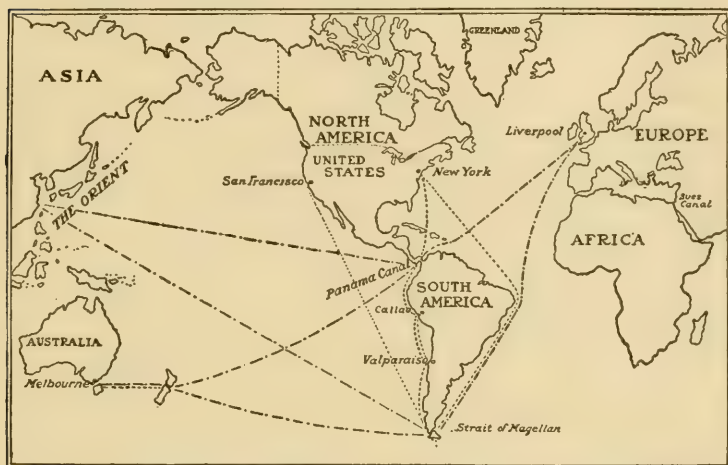 GREENLAND
ASIA
NORTH
AMERICA
UNITED
STATES
Liverpool
EUROPE
New York
San Francisco
THE ORIENT
Suez
Canal
AFRICA
Panama Canal
SOUTH
AMERICA
Callao
AUSTRALIA
Valparaiso
Melbourne
Strait of Magellan